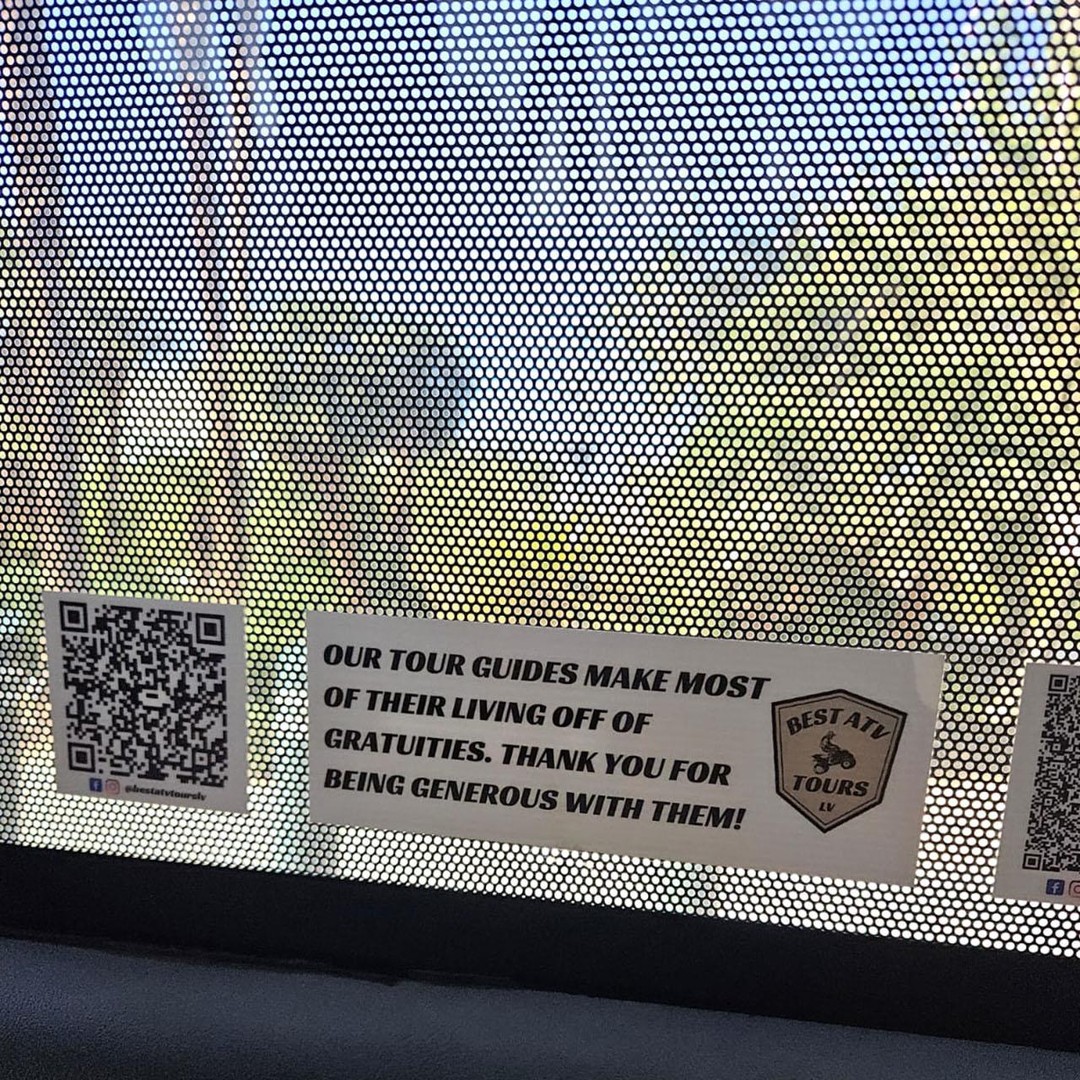 OUR TOUR GUIDES MAKE MOST
OF THEIR LIVING OFF OF
GRATUITIES. THANK YOU FOR
BEING GENEROUS WITH THEM!
BEST ATV
TOURS
LV
@bestatvtourslv